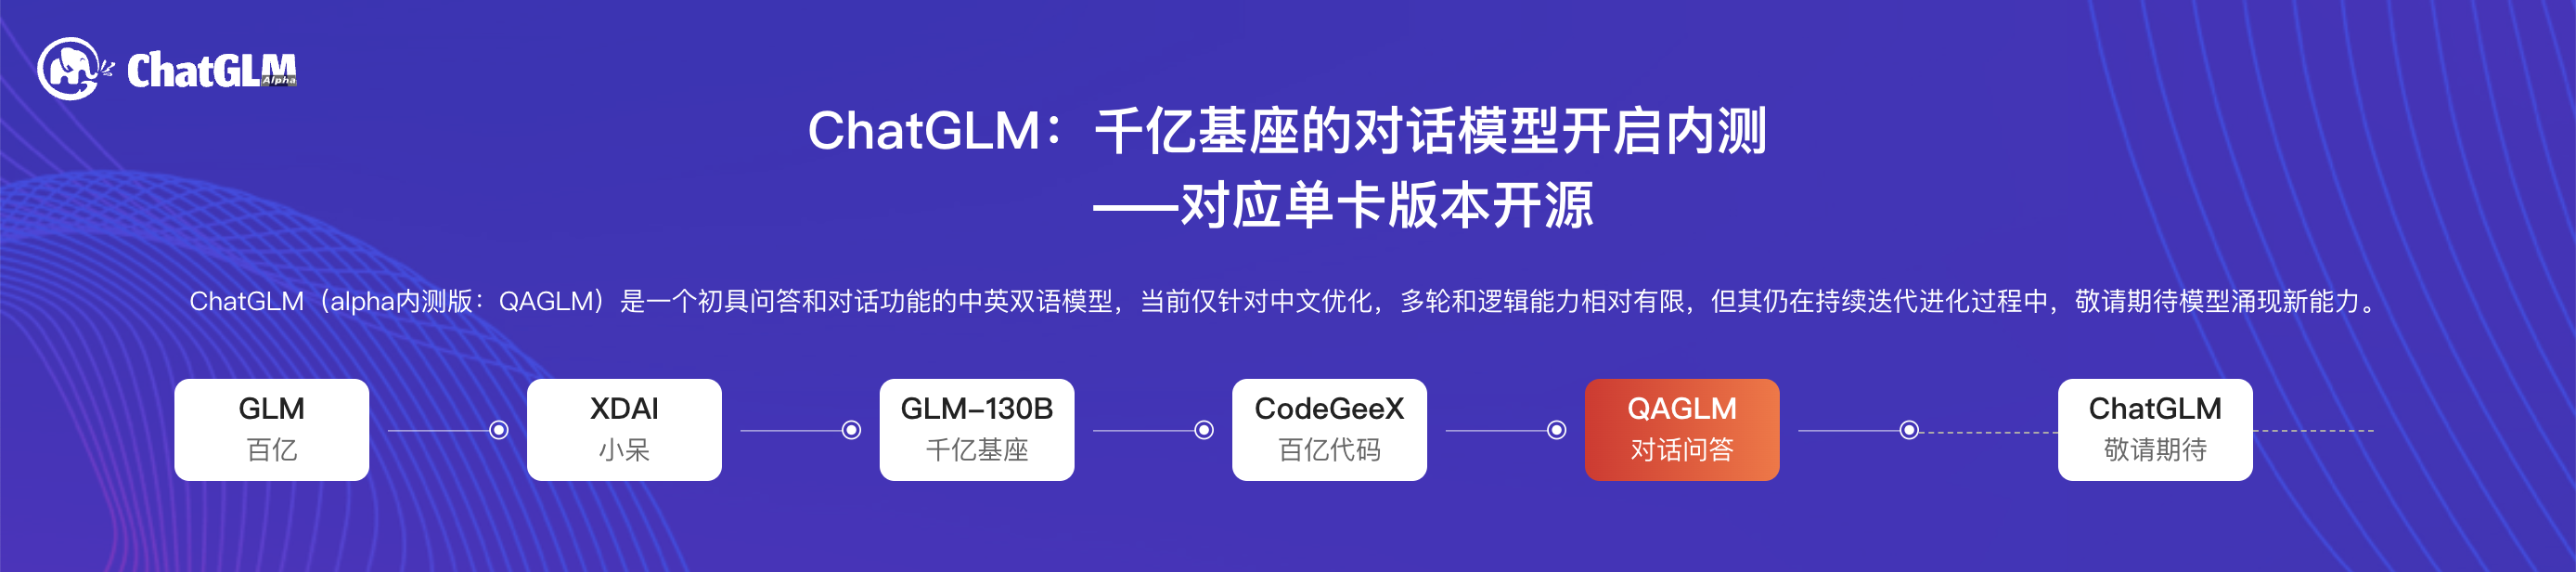 ChatGLM
Alpha
ChatGLM：千亿基座的对话模型开启内测
——对应单卡版本开源
ChatGLM（alpha内测版：QAGLM）是一个初具问答和对话功能的中英双语模型，当前仅针对中文优化，多轮和逻辑能力相对有限，但其仍在持续迭代进化过程中，敬请期待模型涌现新能力。
GLM
百亿
XDAI
小呆
GLM-130B
千亿基座
CodeGeeX
百亿代码
QAGLM
对话问答
ChatGLM
敬请期待